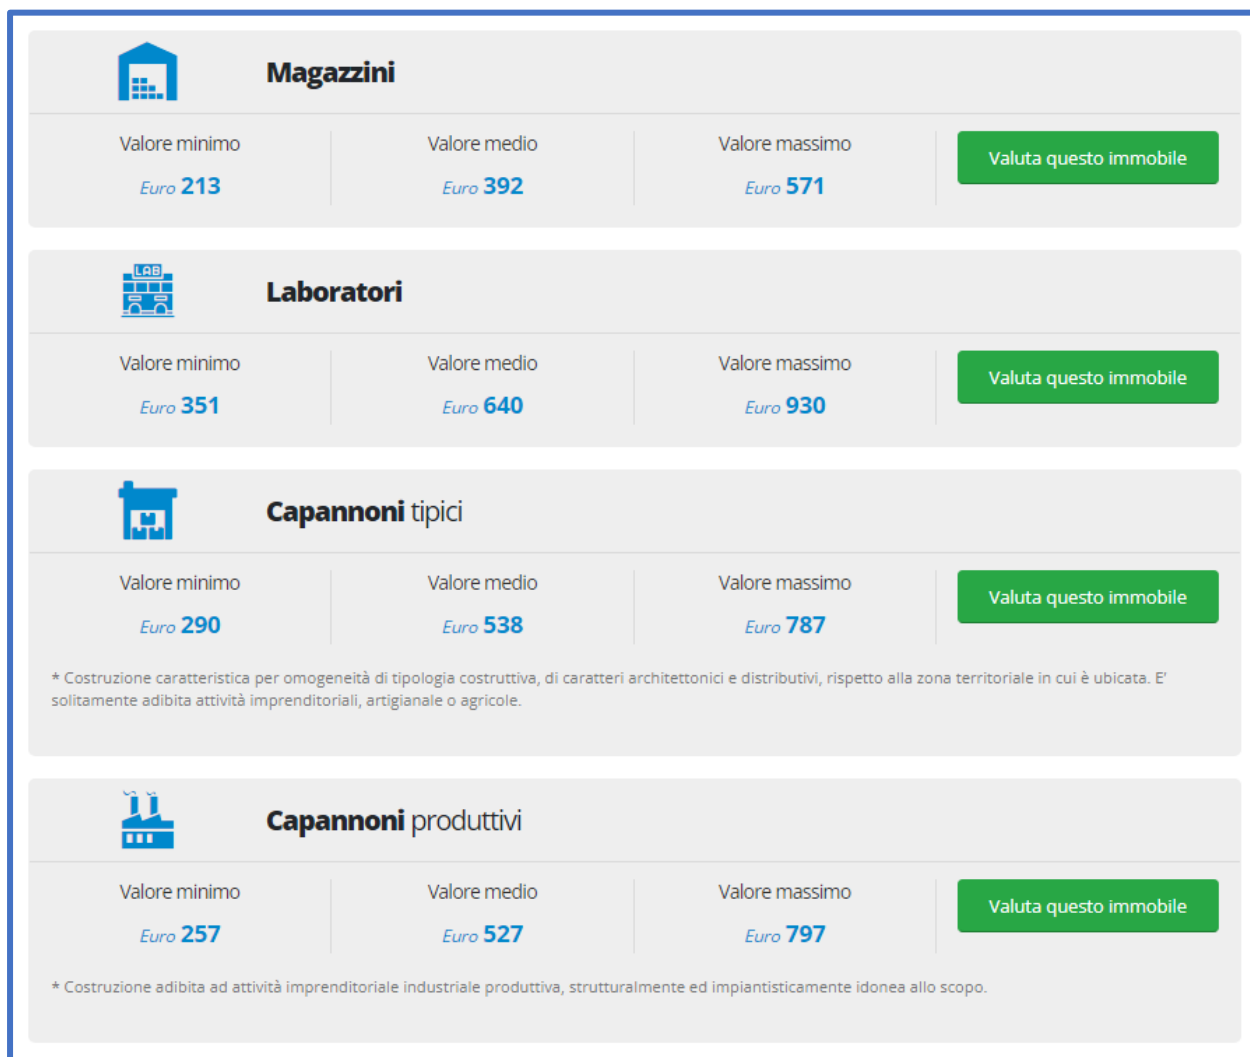 Magazzini
Valore minimo Valore medio Valore massimo Valuta questo immobile
Euro 213 Euro 392 Euro 571
LAB
Laboratori
Valore minimo Valore medio Valore massimo Valuta questo immobile
Euro 351 Euro 640 Euro 930
Capannoni tipici
Valore minimo Valore medio Valore massimo Valuta questo immobile
Euro 290 Euro 538 Euro 787
* Costruzione caratteristica per omogeneità di tipologia costruttiva, di caratteri architettonici e distributivi, rispetto alla zona territoriale in cui è ubicata. E'
solitamente adibita attività imprenditoriali, artigianale o agricole.
Capannoni produttivi
Valore minimo Valore medio Valore massimo Valuta questo immobile
Euro 257 Euro 527 Euro 797
* Costruzione adibita ad attività imprenditoriale industriale produttiva, strutturalmente ed impiantisticamente idonea allo scopo.